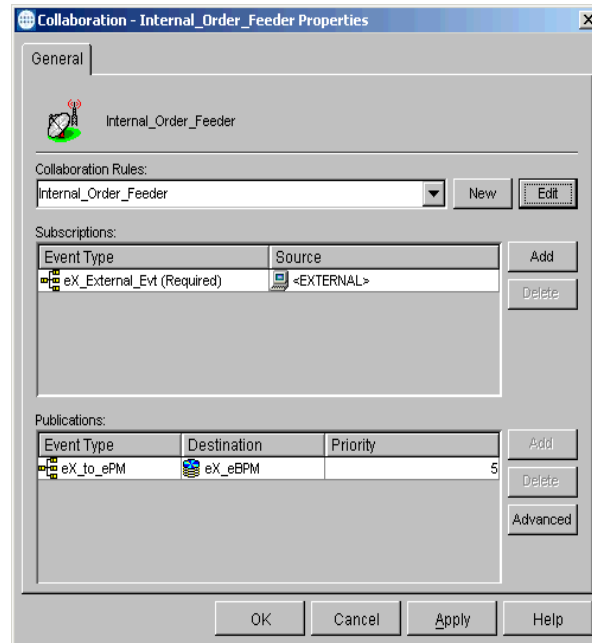 Collaboration - Internal_Order_Feeder Properties
General
Internal_Order_Feeder
Collaboration Rules:
Internal_Order_Feeder New Edit
Subscriptions:
Event Type Source Add
eX_External_Evt (Required) <EXTERNAL>
Delete
Publications:
Event Type Destination Priority Add
eX_to_ePM eX_eBPM 5
Delete
Advanced
OK Cancel Apply Help